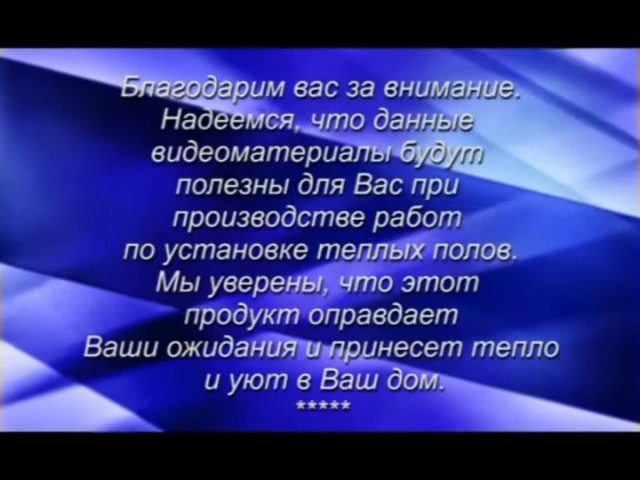 Благодарим вас за внимание.
Надеемся, что данные
видеоматериалы будут
полезны для Вас при
производстве работ
по установке теплых полов.
Мы уверены, что этот
продукт оправдает
Ваши ожидания и принесет тепло
и уют в Ваш дом.
*****